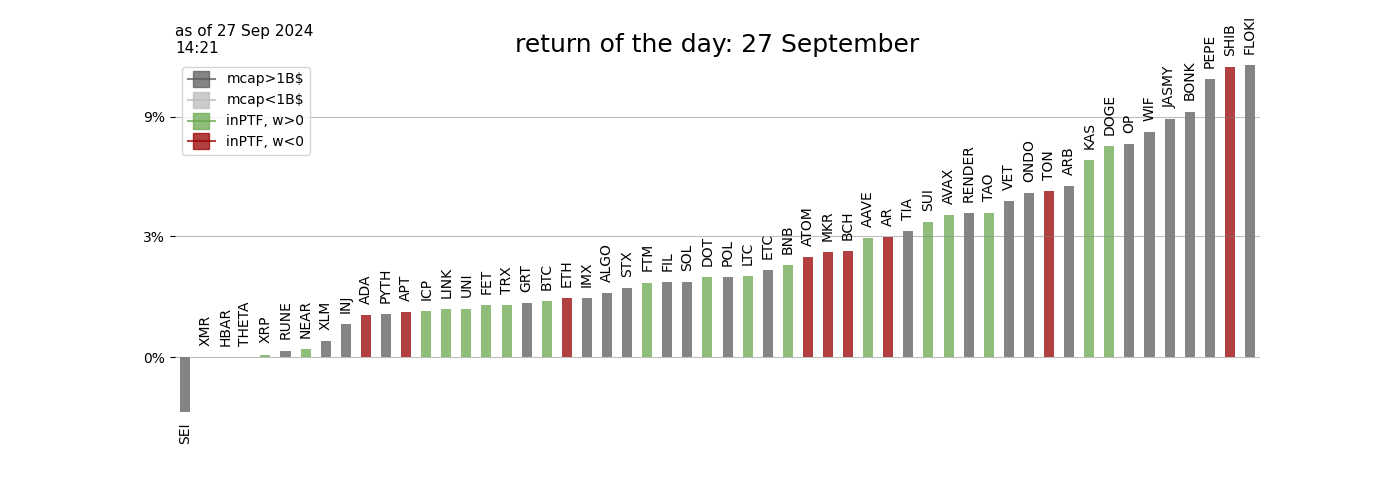 as of 27 Sep 2024
14:21
return of the day: 27 September
mcap>1B$
mcap<1B$
inPTF, w>0
inPTF, w<0
9%
3%
0%
SEI
XMR
HBAR
THETA
XRP
RUNE
NEAR
XLM
INJ
ADA
PYTH
APT
ICP
LINK
UNI
FET
TRX
GRT
BTC
ETH
IMX
ALGO
STX
FTM
FIL
SOL
DOT
POL
LTC
ETC
BNB
ATOM
MKR
BCH
AAVE
AR
TIA
SUI
AVAX
RENDER
TAO
VET
ONDO
TON
ARB
KAS
DOGE
OP
WIF
JASMY
BONK
PEPE
SHIB
FLOKI